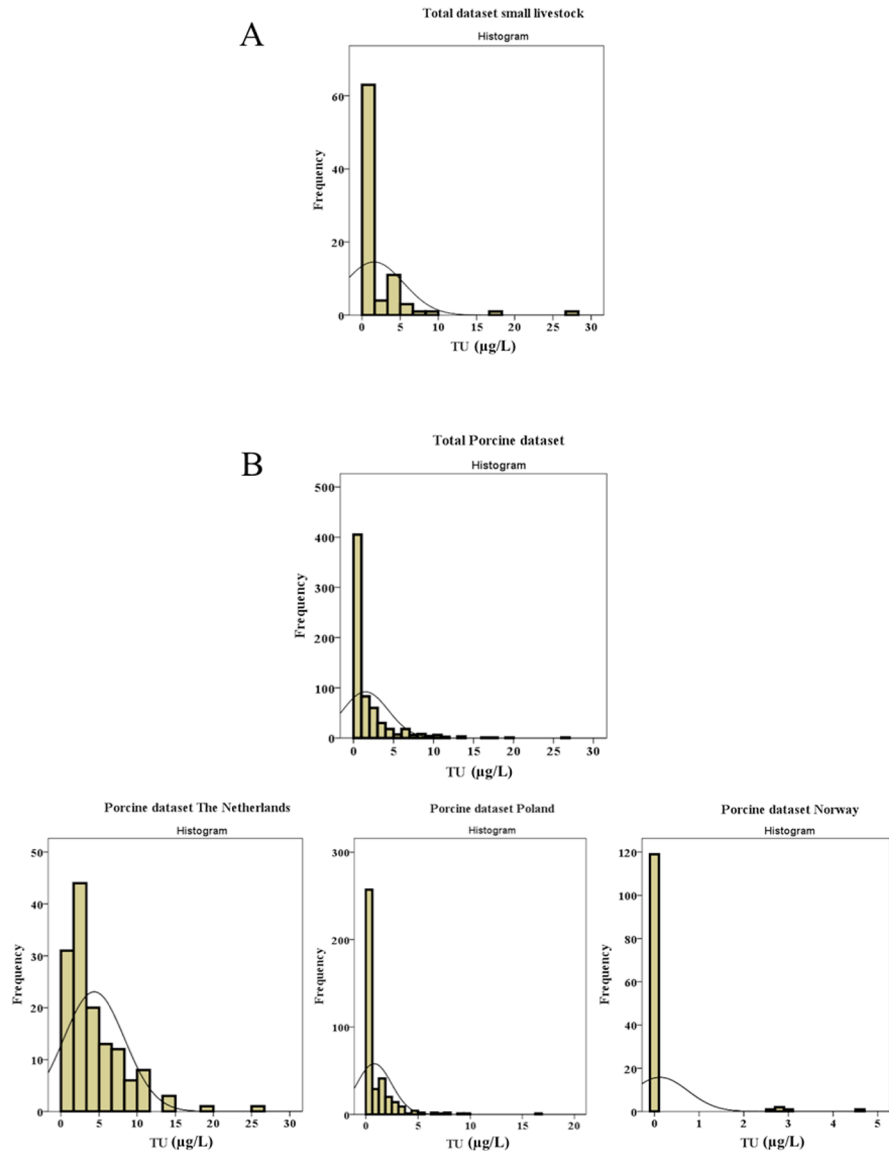 A
Total dataset small livestock
Histogram
Frequency
60
40
20
0
0 5 10 15 20 25 30
TU (µg/L)
B
Total Porcine dataset
Histogram
Frequency
500
400
300
200
100
0
0 5 10 15 20 25 30
TU (µg/L)
Porcine dataset The Netherlands
Histogram
Frequency
50
40
30
20
10
0
0 5 10 15 20 25 30
TU (µg/L)
Porcine dataset Poland
Histogram
Frequency
300
200
100
0
0 5 10 15 20
TU (µg/L)
Porcine dataset Norway
Histogram
Frequency
120
100
80
60
40
20
0
0 1 2 3 4 5
TU (µg/L)